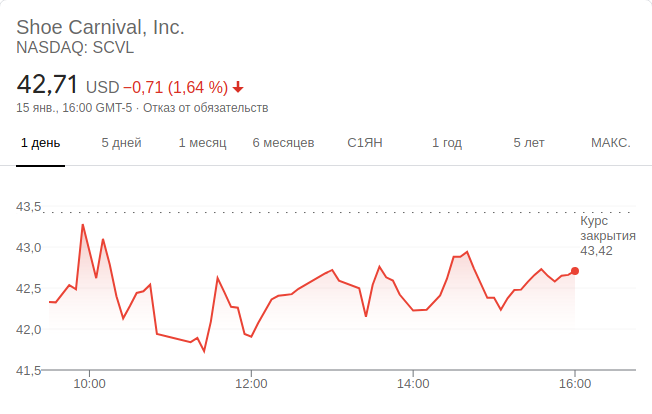 Shoe Carnival, Inc.
NASDAQ: SCVL
42,71 USD −0,71 (1,64 %)
15 янв., 16:00 GMT-5 · Отказ от обязательств
1 день 5 дней 1 месяц 6 месяцев С1ЯН 1 год 5 лет МАКС.
43,5
Курс
закрытия
43,42
43,0
42,5
42,0
41,5
10:00 12:00 14:00 16:00